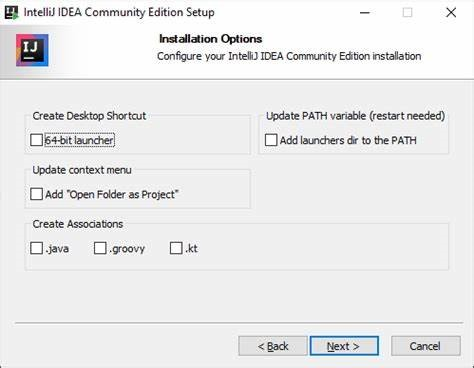 IntelliJ IDEA Community Edition Setup
IJ
Installation Options
Configure your IntelliJ IDEA Community Edition installation
Create Desktop Shortcut
64-bit launcher
Update PATH variable (restart needed)
Add launchers dir to the PATH
Update context menu
Add "Open Folder as Project"
Create Associations
.java .groovy .kt
< Back Next > Cancel